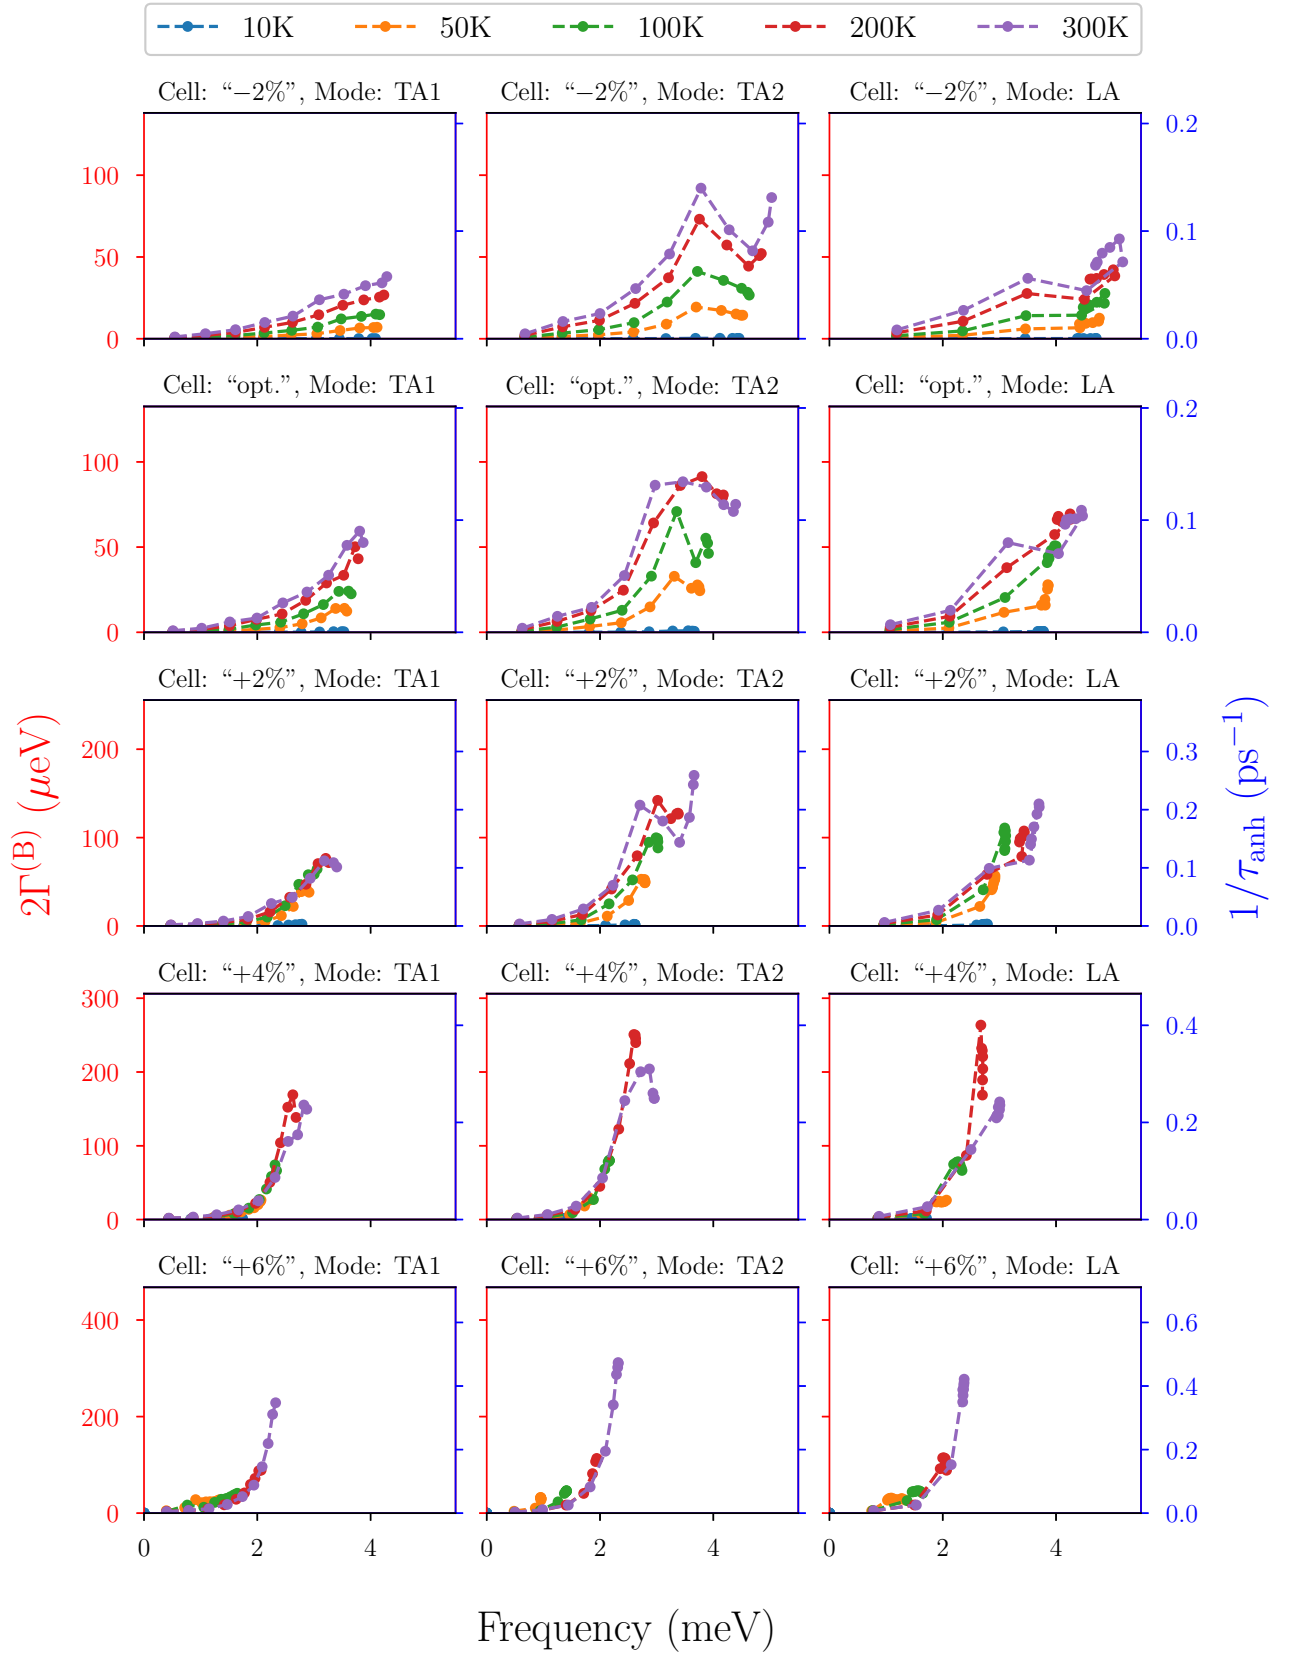 10K 50K 100K 200K 300K
Cell: “−2%”, Mode: TA1 Cell: “−2%”, Mode: TA2 Cell: “−2%”, Mode: LA
0.2
100
0.1
50
0 0.0
Cell: “opt.”, Mode: TA1 Cell: “opt.”, Mode: TA2 Cell: “opt.”, Mode: LA
0.2
100
0.1
50
0 0.0
Cell: “+2%”, Mode: TA1 Cell: “+2%”, Mode: TA2 Cell: “+2%”, Mode: LA
200 0.3
0.2
100
0.1
0 0.0
2Γ(B) (μeV)
1/τanh (ps−1)
Cell: “+4%”, Mode: TA1 Cell: “+4%”, Mode: TA2 Cell: “+4%”, Mode: LA
300
0.4
200
0.2
100
0 0.0
Cell: “+6%”, Mode: TA1 Cell: “+6%”, Mode: TA2 Cell: “+6%”, Mode: LA
400 0.6
0.4
200
0.2
0 0.0
0 2 4 0 2 4 0 2 4
Frequency (meV)